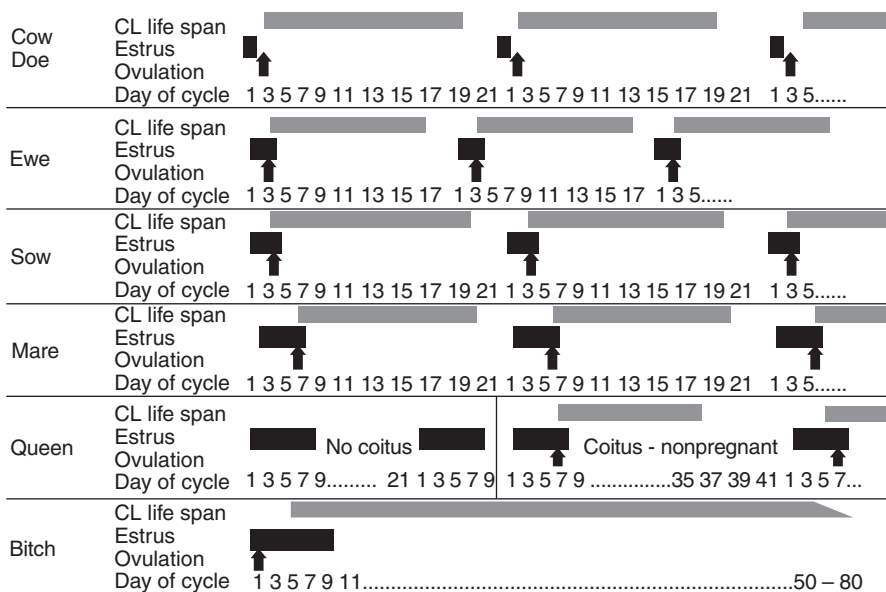 Cow
Doe
CL life span
Estrus
Ovulation
Day of cycle 1 3 5 7 9 11 13 15 17 19 21 1 3 5 7 9 11 13 15 17 19 21 1 3 5......
Ewe
CL life span
Estrus
Ovulation
Day of cycle 1 3 5 7 9 11 13 15 17 1 3 5 7 9 11 13 15 17 1 3 5......
Sow
CL life span
Estrus
Ovulation
Day of cycle 1 3 5 7 9 11 13 15 17 19 21 1 3 5 7 9 11 13 15 17 19 21 1 3 5......
Mare
CL life span
Estrus
Ovulation
Day of cycle 1 3 5 7 9 11 13 15 17 19 21 1 3 5 7 9 11 13 15 17 19 21 1 3 5......
Queen
CL life span
Estrus No coitus Coitus - nonpregnant
Ovulation
Day of cycle 1 3 5 7 9......... 21 1 3 5 7 9 1 3 5 7 9 ...............35 37 39 41 1 3 5 7...
Bitch
CL life span
Estrus
Ovulation
Day of cycle 1 3 5 7 9 11................................................................................50 – 80